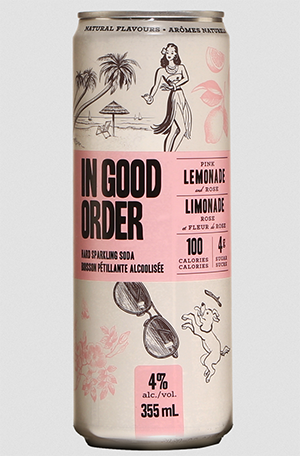 NATURAL FLAVOURS • ARÔMES NATURELS
PINK
LEMONADE
and ROSE
LIMONADE
ROSE
et FLEUR de ROSE
100
CALORIES
CALORIES
4g
SUGAR
SUCRE
IN GOOD
ORDER
HARD SPARKLING SODA
BOISSON PÉTILLANTE ALCOOLISÉE
4%
alc./vol.
355 mL